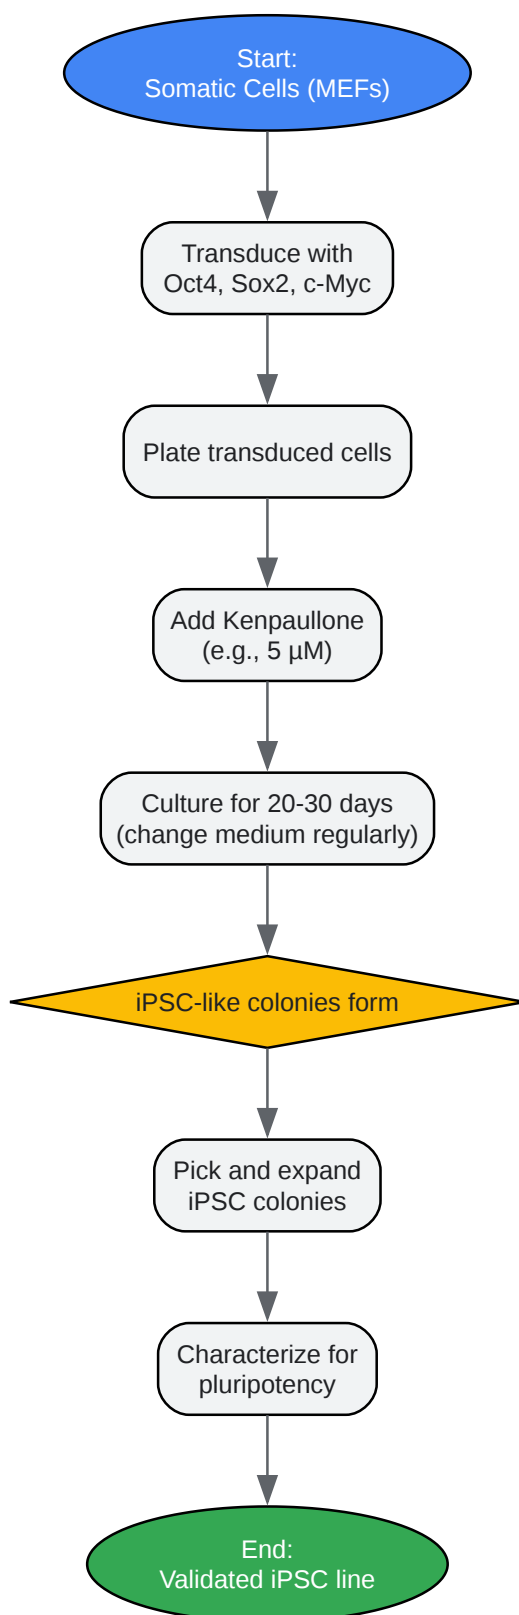 Start:
Somatic Cells (MEFs)
Transduce with
Oct4, Sox2, c-Myc
Plate transduced cells
Add Kenpaullone
(e.g., 5 µM)
Culture for 20-30 days
(change medium regularly)
iPSC-like colonies form
Pick and expand
iPSC colonies
Characterize for
pluripotency
End:
Validated iPSC line